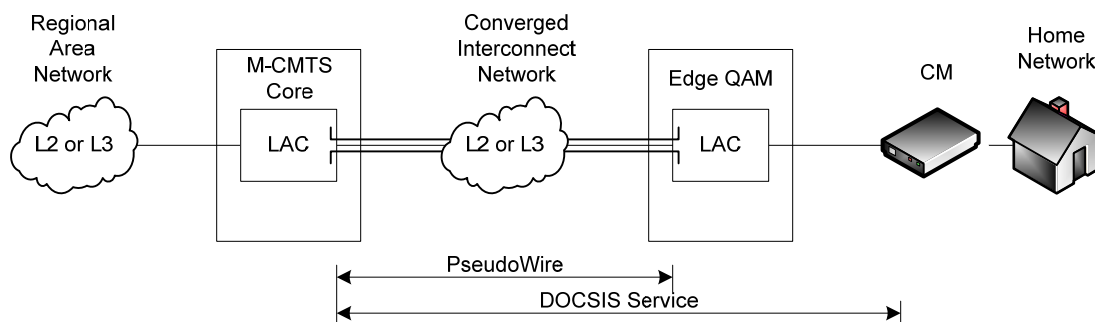 Regional
Area
Network
L2 or L3
M-CMTS
Core
LAC
Converged
Interconnect
Network
L2 or L3
Edge QAM
LAC
CM
Home
Network
PseudoWire
DOCSIS Service